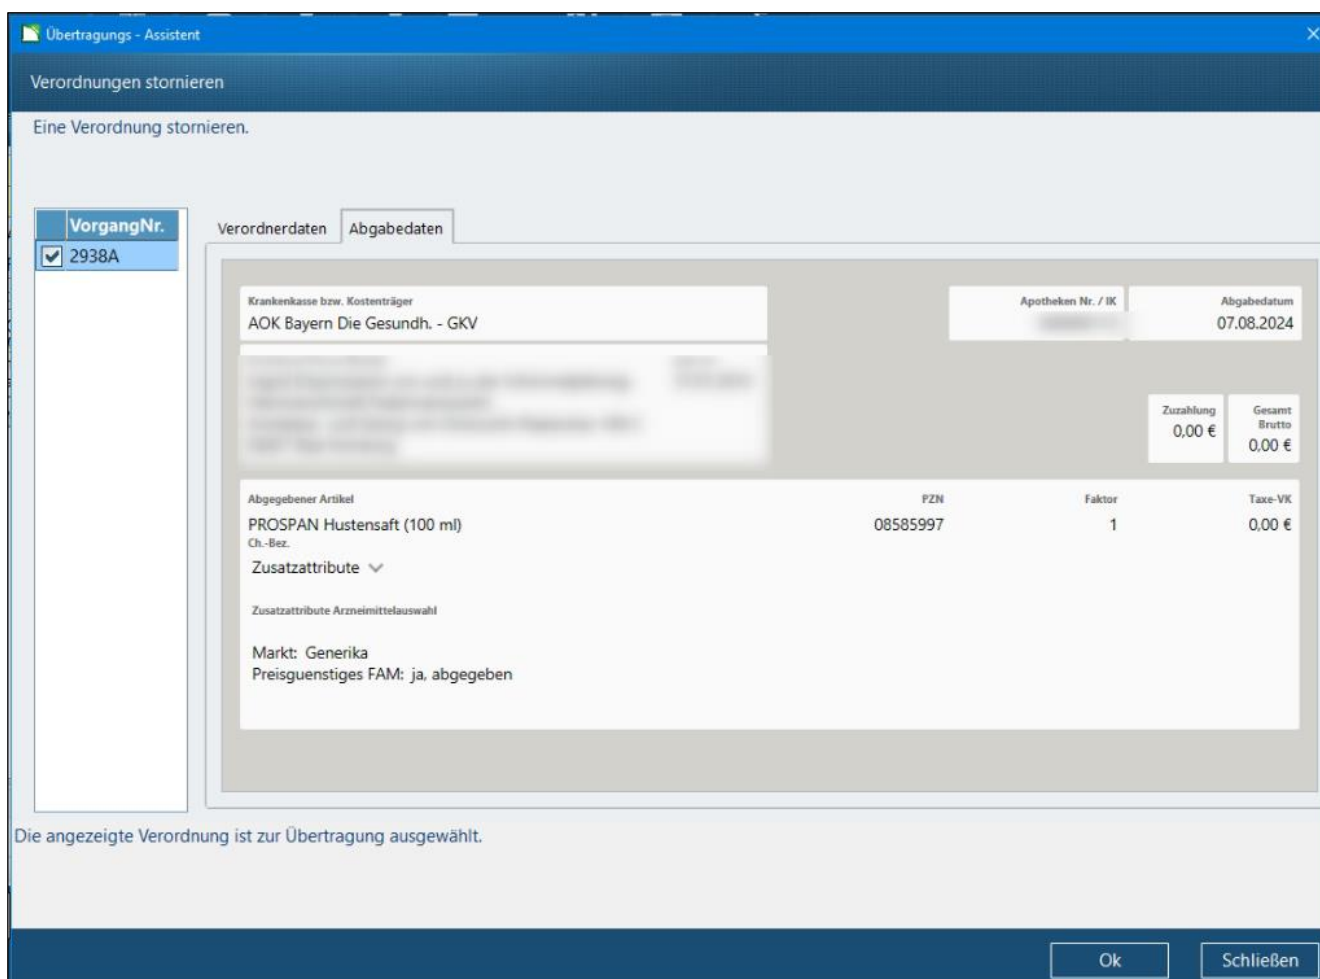 Übertragungs - Assistent
Verordnungen stornieren
Eine Verordnung stornieren.
VorgangNr.
2938A
Verordnerdaten
Abgabedaten
Krankenkasse bzw. Kostenträger
AOK Bayern Die Gesundh. - GKV
Apotheken Nr. / IK
Abgabedatum
07.08.2024
Zuzahlung
0,00 €
Gesamt
Brutto
0,00 €
Abgegebener Artikel PZN Faktor Taxe-VK
PROSPAN Hustensaft (100 ml) 08585997 1 0,00 €
Ch.-Bez.
Zusatzattribute
Zusatzattribute Arzneimittelauswahl
Markt: Generika
Preisguenstiges FAM: ja, abgegeben
Die angezeigte Verordnung ist zur Übertragung ausgewählt.
Ok
Schließen